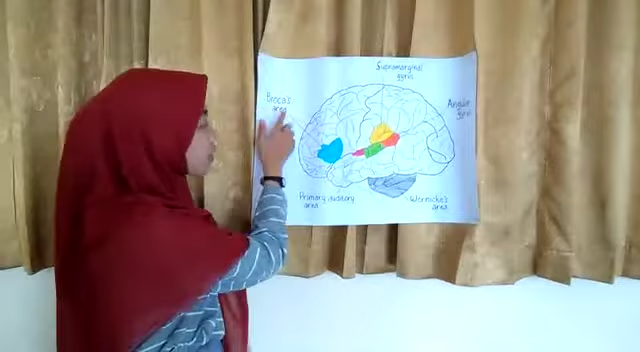 Supramarginal
gyrus
Broca's
area
Angular
gyrus
Primary auditory
area
Wernicke's
area